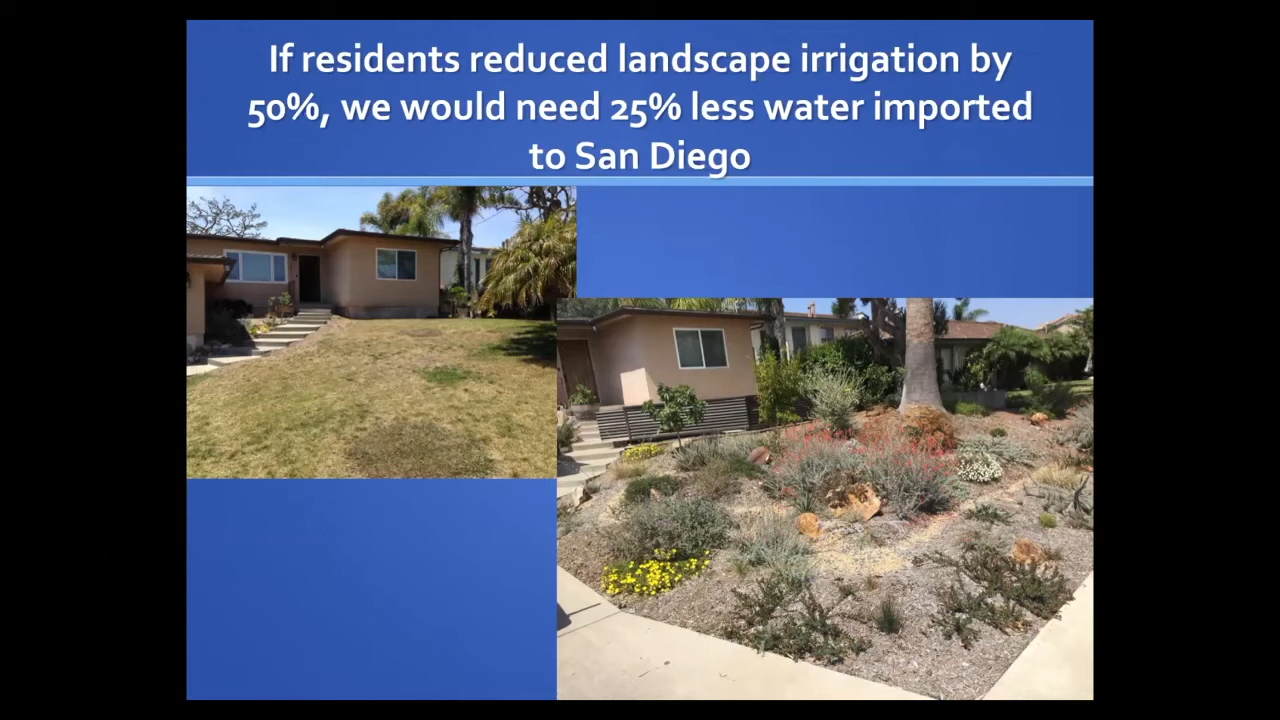 If residents reduced landscape irrigation by
50%, we would need 25% less water imported
to San Diego